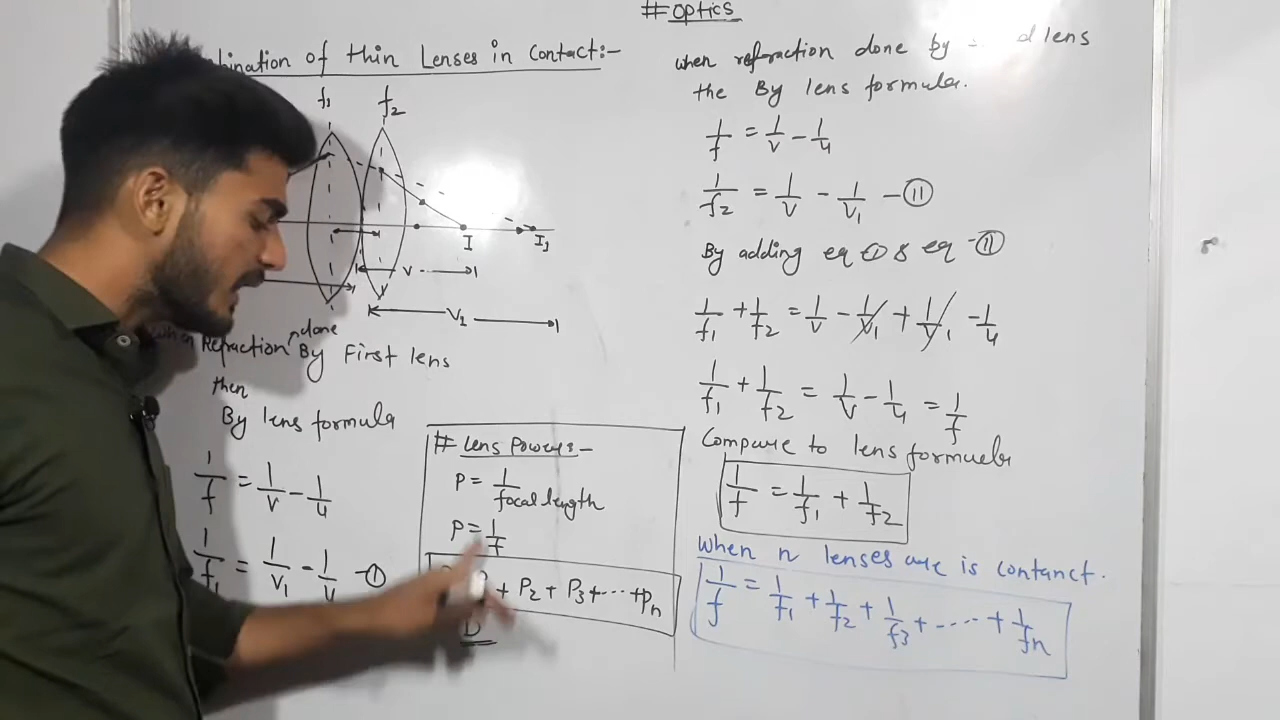 # Optics
bination of thin Lenses in Contact:-
f₁
f₂
I
I₁
v
V₁
when Refraction done By First lens
then
By lens formula
1/f = 1/v - 1/u
1/f₁ = 1/v₁ - 1/u - ①
# Lens Power:-
P = 1/focal length
P = 1/f
+ P₂ + P₃ + ... + Pn
D
when refraction done by d lens
the By lens formula.
1/f = 1/v - 1/u
1/f₂ = 1/v - 1/v₁ - ⑪
By adding eq ① & eq - ⑪
1/f₁ + 1/f₂ = 1/v - 1/v₁ + 1/v₁ - 1/u
1/f₁ + 1/f₂ = 1/v - 1/u = 1/f
Compare to lens formuela
1/f = 1/f₁ + 1/f₂
When n lenses are is contanct.
1/f = 1/f₁ + 1/f₂ + 1/f₃ + .... + 1/fn